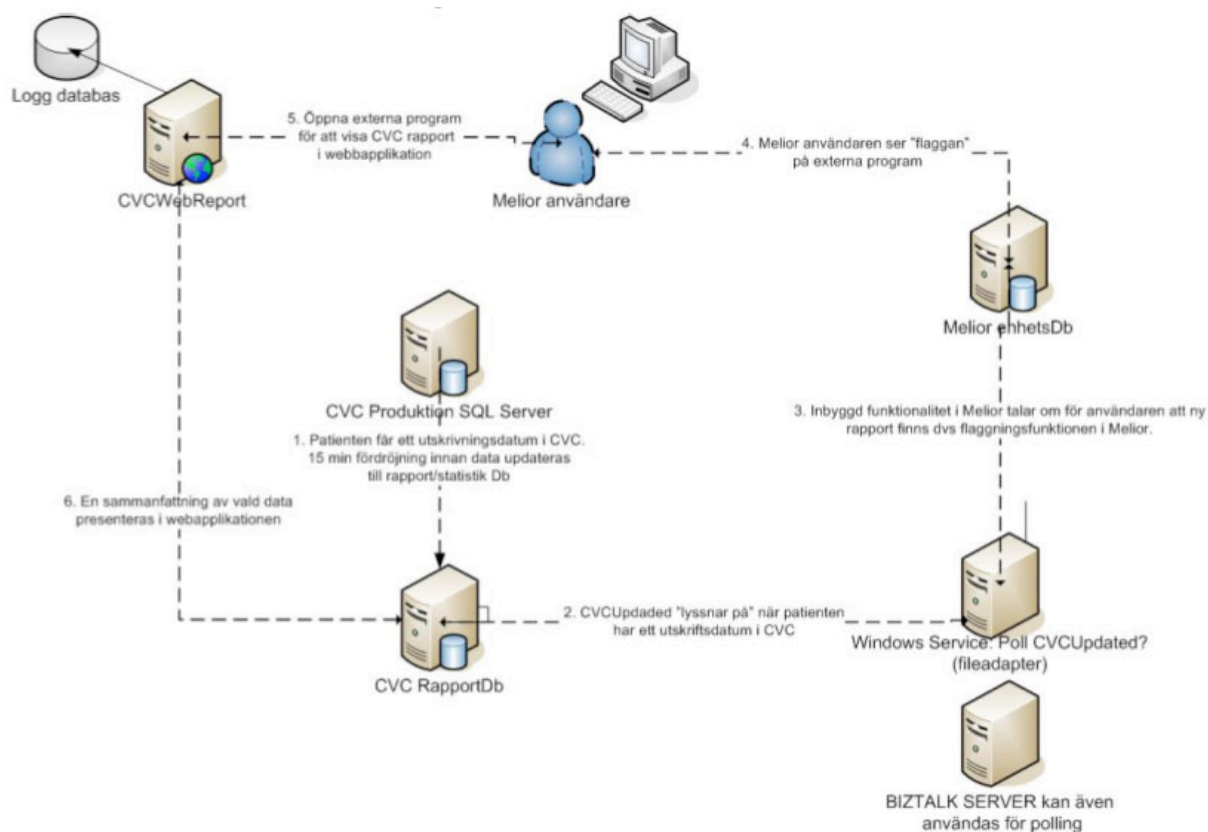 Logg databas
CVCWebReport
5. Öppna externa program
för att visa CVC rapport
i webbapplikation
Melior användare
4. Melior användaren ser "flaggan"
på externa program
Melior ehhetsDb
CVC Produktion SQL Server
1. Patienten får ett utskrivningsdatum i CVC.
15 min fördröjning innan data updateras
till rapport/statistik Db
3. Inbyggd funktionalitet i Melior talar om för användaren att ny
rapport finns dvs flaggningsfunktionen i Melior.
6. En sammanfattning av vald data
presenteras i webapplikationen
2. CVCUpdaded "lyssnar på" när patienten
har ett utskriftsdatum i CVC
CVC RapportDb
Windows Service: Poll CVCUpdated?
(fileadapter)
BIZTALK SERVER kan även
användas för polling